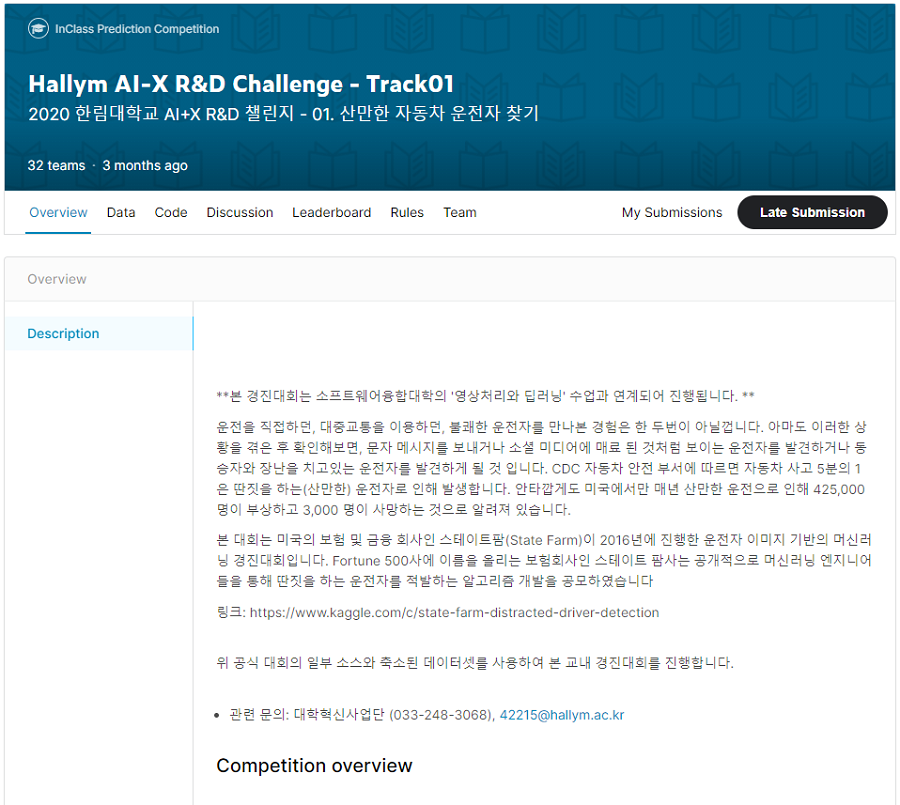 InClass Prediction Competition
Hallym AI-X R&D Challenge - Track01
2020 한림대학교 AI+X R&D 챌린지 - 01. 산만한 자동차 운전자 찾기
32 teams · 3 months ago
Overview Data Code Discussion Leaderboard Rules Team My Submissions Late Submission
Overview
Description
**본 경진대회는 소프트웨어융합대학의 '영상처리와 딥러닝' 수업과 연계되어 진행됩니다. **
운전을 직접하던, 대중교통을 이용하던, 불쾌한 운전자를 만나본 경험은 한 두번이 아닐껍니다. 아마도 이러한 상
황을 겪은 후 확인해보면, 문자 메시지를 보내거나 소셜 미디어에 매료 된 것처럼 보이는 운전자를 발견하거나 동
승자와 장난을 치고있는 운전자를 발견하게 될 것 입니다. CDC 자동차 안전 부서에 따르면 자동차 사고 5분의 1
은 딴짓을 하는(산만한) 운전자로 인해 발생합니다. 안타깝게도 미국에서만 매년 산만한 운전으로 인해 425,000
명이 부상하고 3,000 명이 사망하는 것으로 알려져 있습니다.
본 대회는 미국의 보험 및 금융 회사인 스테이트팜(State Farm)이 2016년에 진행한 운전자 이미지 기반의 머신러
닝 경진대회입니다. Fortune 500사에 이름을 올리는 보험회사인 스테이트 팜사는 공개적으로 머신러닝 엔지니어
들을 통해 딴짓을 하는 운전자를 적발하는 알고리즘 개발을 공모하였습니다
링크: https://www.kaggle.com/c/state-farm-distracted-driver-detection
위 공식 대회의 일부 소스와 축소된 데이터셋를 사용하여 본 교내 경진대회를 진행합니다.
• 관련 문의: 대학혁신사업단 (033-248-3068), 42215@hallym.ac.kr
Competition overview